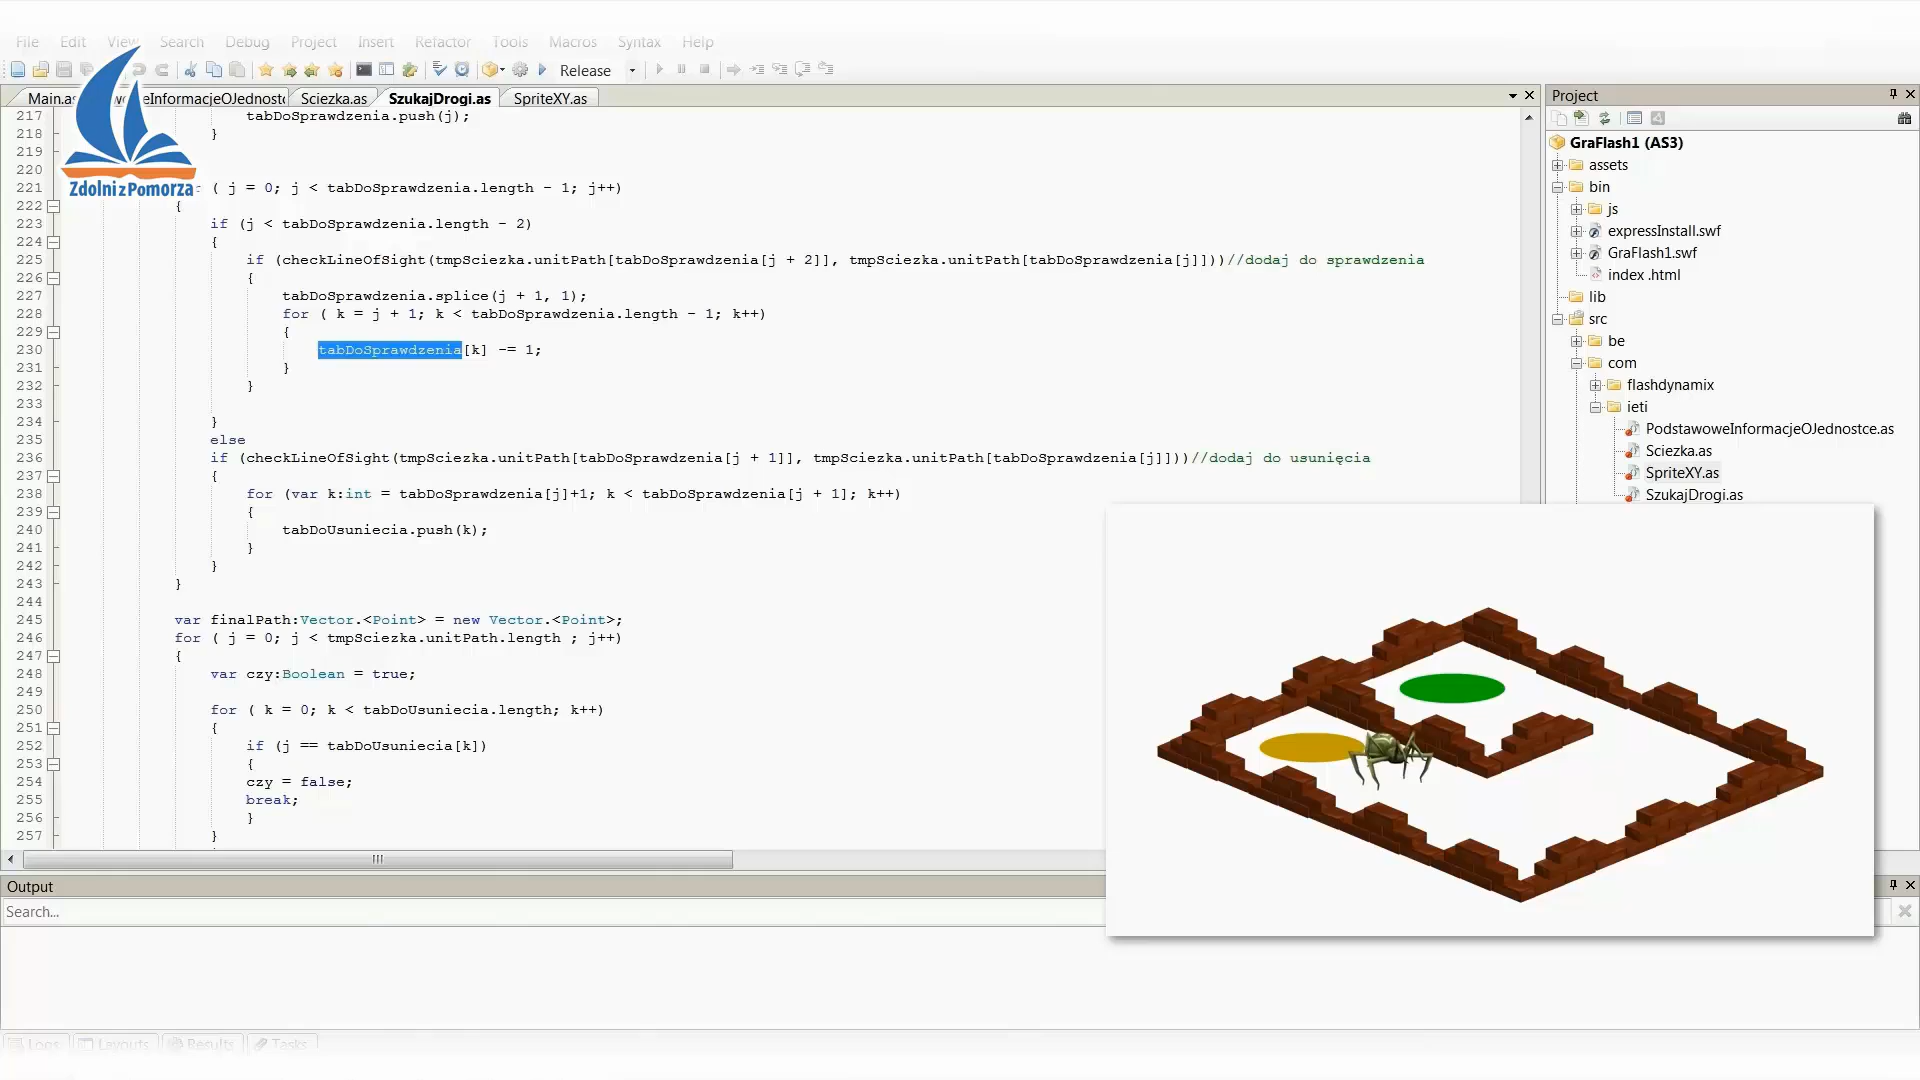 File Edit View Search Debug Project Insert Refactor Tools Macros Syntax Help
Release
Main.as
eInformacjeOJednostc
Sciezka.as
SzukajDrogi.as
SpriteXY.as
Zdolni z Pomorza
217 tabDoSprawdzenia.push(j);
218 }
219
220
221 ( j = 0; j < tabDoSprawdzenia.length - 1; j++)
222 {
223 if (j < tabDoSprawdzenia.length - 2)
224 {
225 if (checkLineOfSight(tmpSciezka.unitPath[tabDoSprawdzenia[j + 2]], tmpSciezka.unitPath[tabDoSprawdzenia[j]]))//dodaj do sprawdzenia
226 {
227 tabDoSprawdzenia.splice(j + 1, 1);
228 for ( k = j + 1; k < tabDoSprawdzenia.length - 1; k++)
229 {
230 tabDoSprawdzenia[k] -= 1;
231 }
232 }
233
234 }
235 else
236 if (checkLineOfSight(tmpSciezka.unitPath[tabDoSprawdzenia[j + 1]], tmpSciezka.unitPath[tabDoSprawdzenia[j]]))//dodaj do usunięcia
237 {
238 for (var k:int = tabDoSprawdzenia[j]+1; k < tabDoSprawdzenia[j + 1]; k++)
239 {
240 tabDoUsuniecia.push(k);
241 }
242 }
243 }
244
245 var finalPath:Vector.<Point> = new Vector.<Point>;
246 for ( j = 0; j < tmpSciezka.unitPath.length ; j++)
247 {
248 var czy:Boolean = true;
249
250 for ( k = 0; k < tabDoUsuniecia.length; k++)
251 {
252 if (j == tabDoUsuniecia[k])
253 {
254 czy = false;
255 break;
256 }
257 }
Project
GraFlash1 (AS3)
assets
bin
js
expressInstall.swf
GraFlash1.swf
index .html
lib
src
be
com
flashdynamix
ieti
PodstawoweInformacjeOJednostce.as
Sciezka.as
SpriteXY.as
SzukajDrogi.as
Output
Search...
Logs Layouts Results Tasks